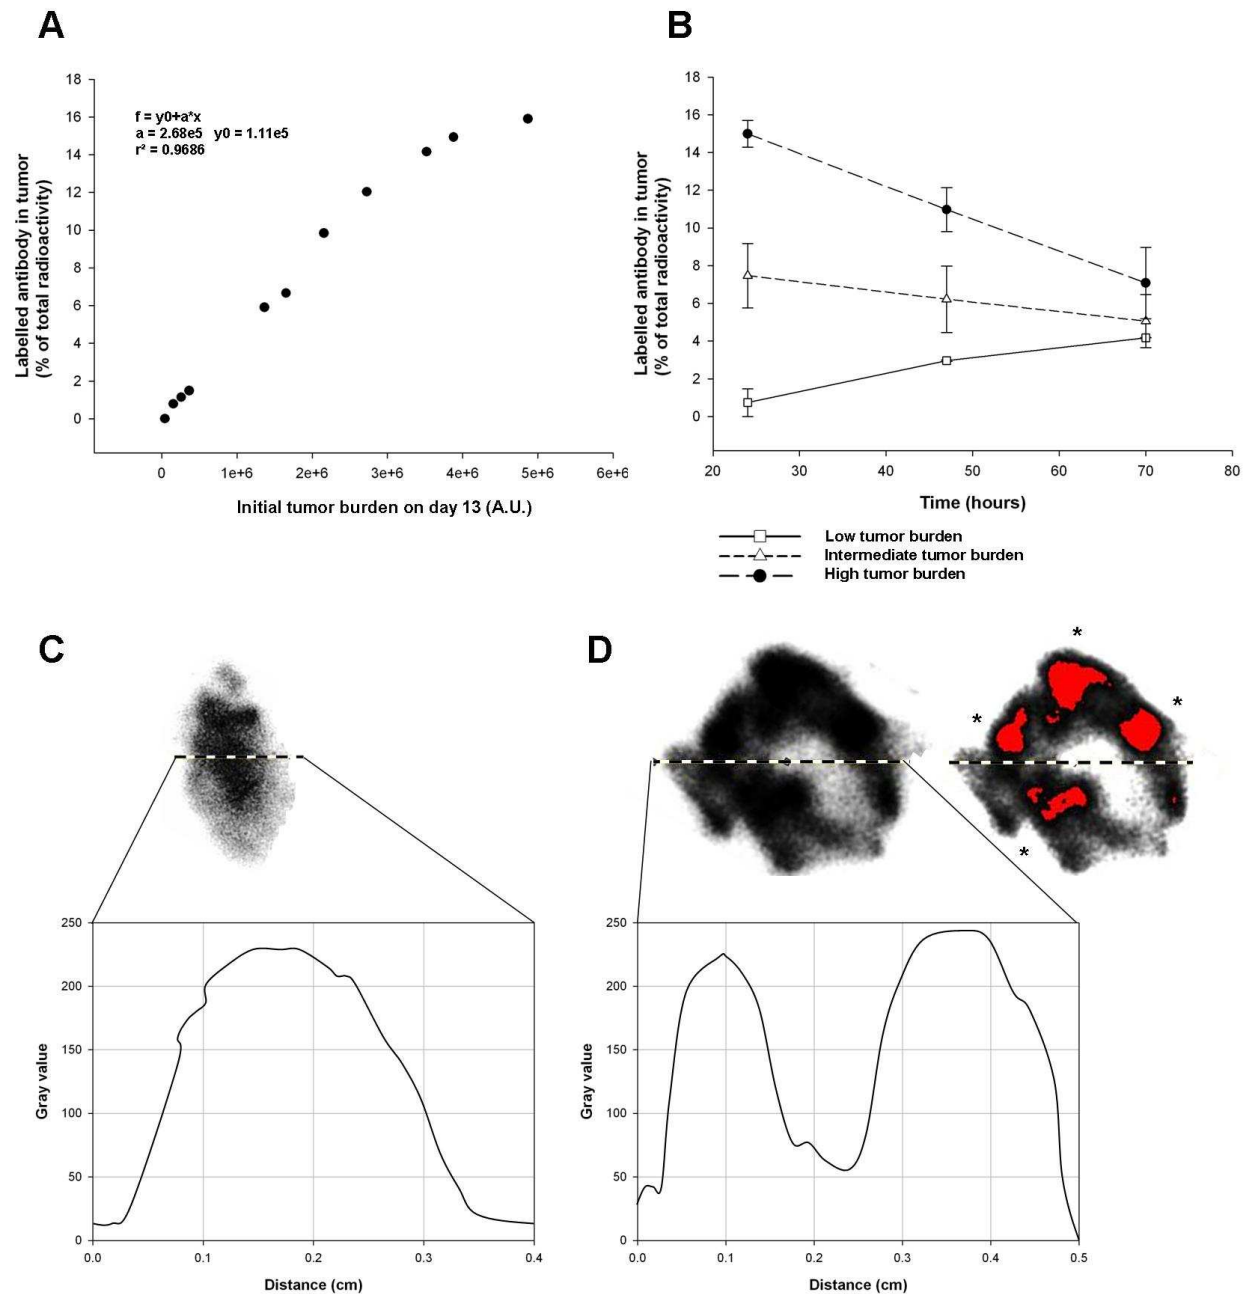 A
B
18
16
14
12
10
8
6
4
2
0
Labelled antibody in tumor
(% of total radioactivity)
f = y0+a*x
a = 2.68e5 y0 = 1.11e5
r² = 0.9686
0 1e+6 2e+6 3e+6 4e+6 5e+6 6e+6
Initial tumor burden on day 13 (A.U.)
18
16
14
12
10
8
6
4
2
0
Labelled antibody in tumor
(% of total radioactivity)
20 30 40 50 60 70 80
Time (hours)
Low tumor burden
Intermediate tumor burden
High tumor burden
C
D
*
*
*
*
250
200
150
100
50
0
Gray value
0.0 0.1 0.2 0.3 0.4
Distance (cm)
250
200
150
100
50
0
Gray value
0.0 0.1 0.2 0.3 0.4 0.5
Distance (cm)